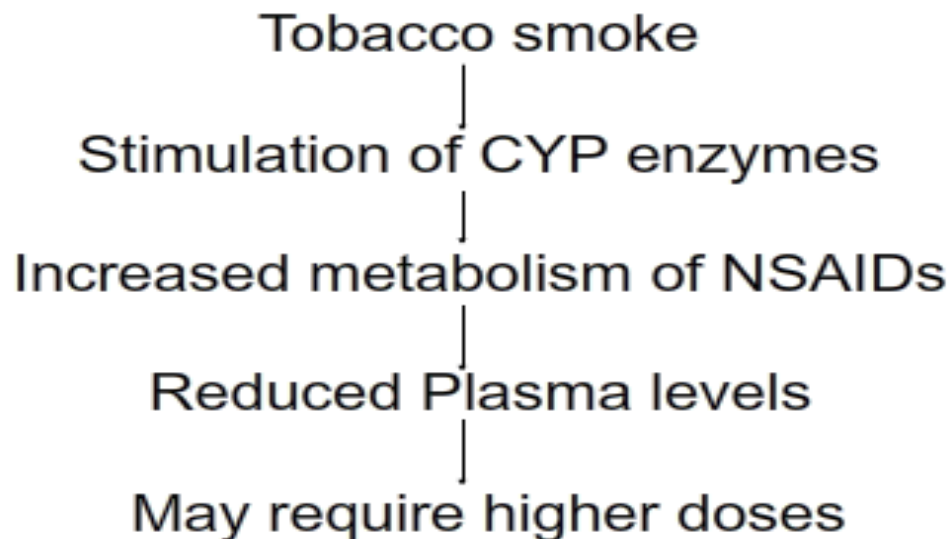 Tobacco smoke
Stimulation of CYP enzymes
Increased metabolism of NSAIDs
Reduced Plasma levels
May require higher doses